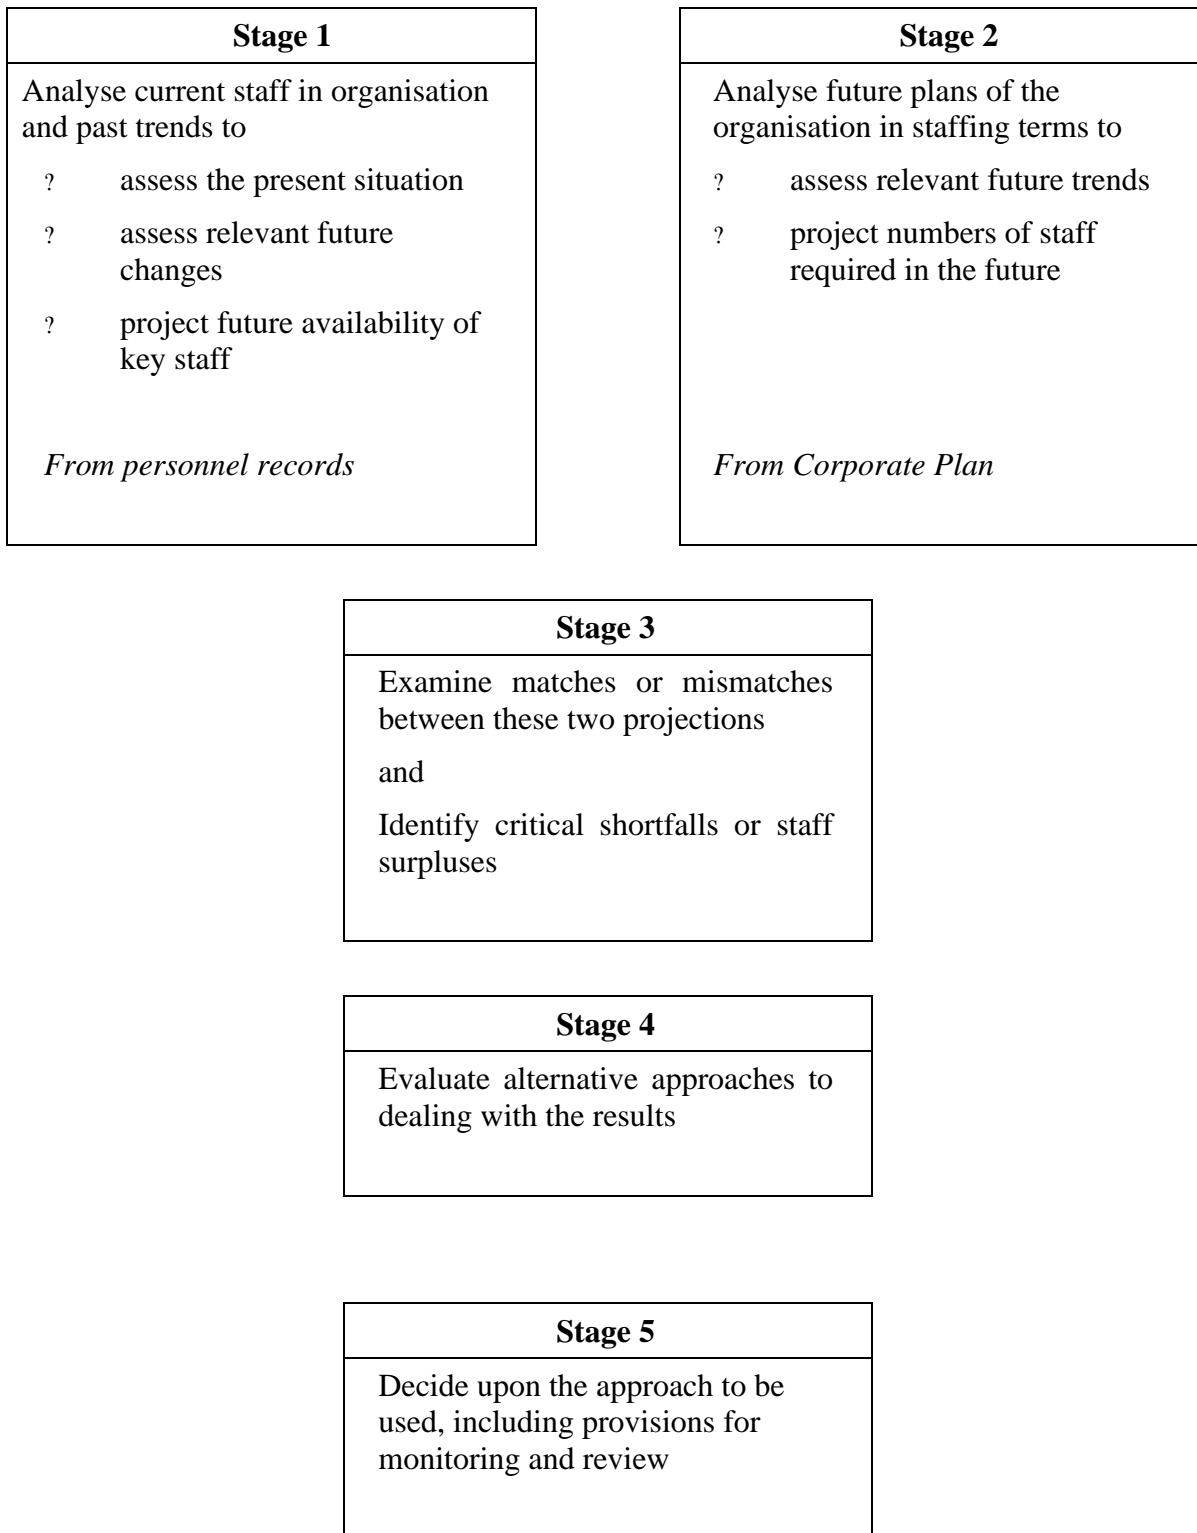 Stage 1
Analyse current staff in organisation
and past trends to
? assess the present situation
? assess relevant future
changes
? project future availability of
key staff
From personnel records
Stage 2
Analyse future plans of the
organisation in staffing terms to
? assess relevant future trends
? project numbers of staff
required in the future
From Corporate Plan
Stage 3
Examine matches or mismatches
between these two projections
and
Identify critical shortfalls or staff
surpluses
Stage 4
Evaluate alternative approaches to
dealing with the results
Stage 5
Decide upon the approach to be
used, including provisions for
monitoring and review